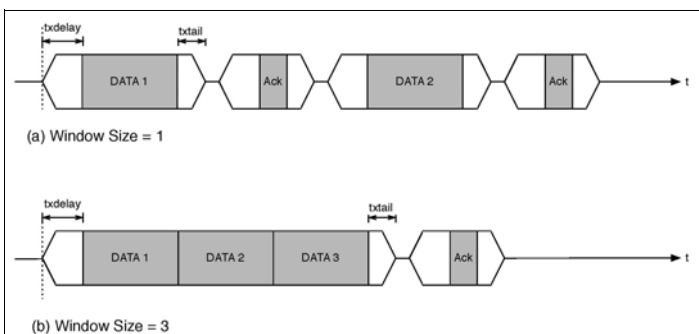 txdelay txtail
DATA 1 Ack DATA 2 Ack t
(a) Window Size = 1
txdelay txtail
DATA 1 DATA 2 DATA 3 Ack t
(b) Window Size = 3